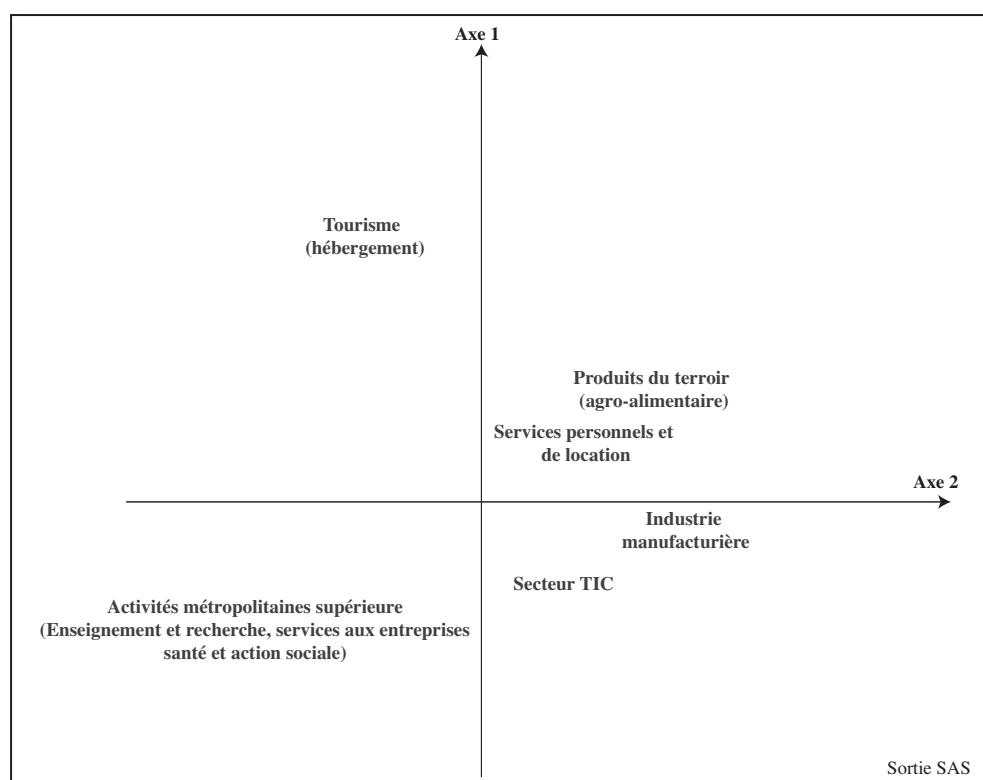 Axe 1
Tourisme
(hébergement)
Produits du terroir
(agro-alimentaire)
Services personnels et
de location
Axe 2
Industrie
manufacturière
Secteur TIC
Activités métropolitaines supérieure
(Enseignement et recherche, services aux entreprises
santé et action sociale)
Sortie SAS